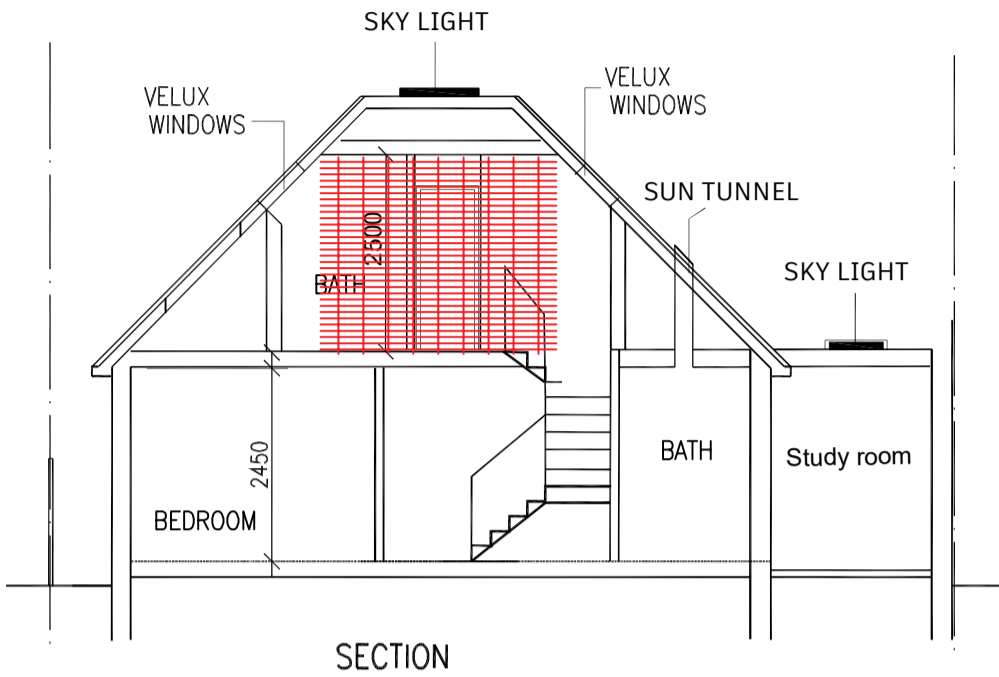 SKY LIGHT
VELUX
WINDOWS
VELUX
WINDOWS
SUN TUNNEL
SKY LIGHT
2500
BATH
2450
BATH
Study room
BEDROOM
SECTION